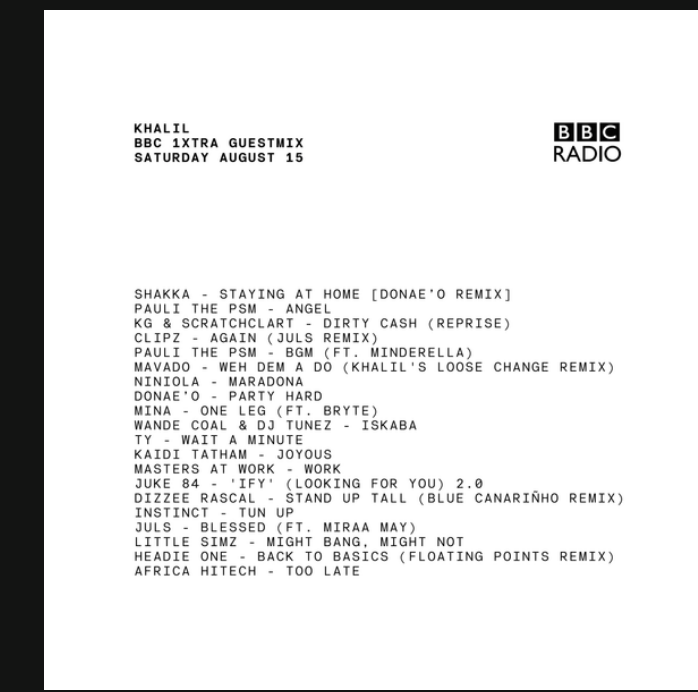 KHALIL
BBC 1XTRA GUESTMIX
SATURDAY AUGUST 15
BBC
RADIO
SHAKKA - STAYING AT HOME [DONAE'O REMIX]
PAULI THE PSM - ANGEL
KG & SCRATCHCLART - DIRTY CASH (REPRISE)
CLIPZ - AGAIN (JULS REMIX)
PAULI THE PSM - BGM (FT. MINDERELLA)
MAVADO - WEH DEM A DO (KHALIL'S LOOSE CHANGE REMIX)
NINIOLA - MARADONA
DONAE'O - PARTY HARD
MINA - ONE LEG (FT. BRYTE)
WANDE COAL & DJ TUNEZ - ISKABA
TY - WAIT A MINUTE
KAIDI TATHAM - JOYOUS
MASTERS AT WORK - WORK
JUKE 84 - 'IFY' (LOOKING FOR YOU) 2.0
DIZZEE RASCAL - STAND UP TALL (BLUE CANARIÑHO REMIX)
INSTINCT - TUN UP
JULS - BLESSED (FT. MIRAA MAY)
LITTLE SIMZ - MIGHT BANG, MIGHT NOT
HEADIE ONE - BACK TO BASICS (FLOATING POINTS REMIX)
AFRICA HITECH - TOO LATE